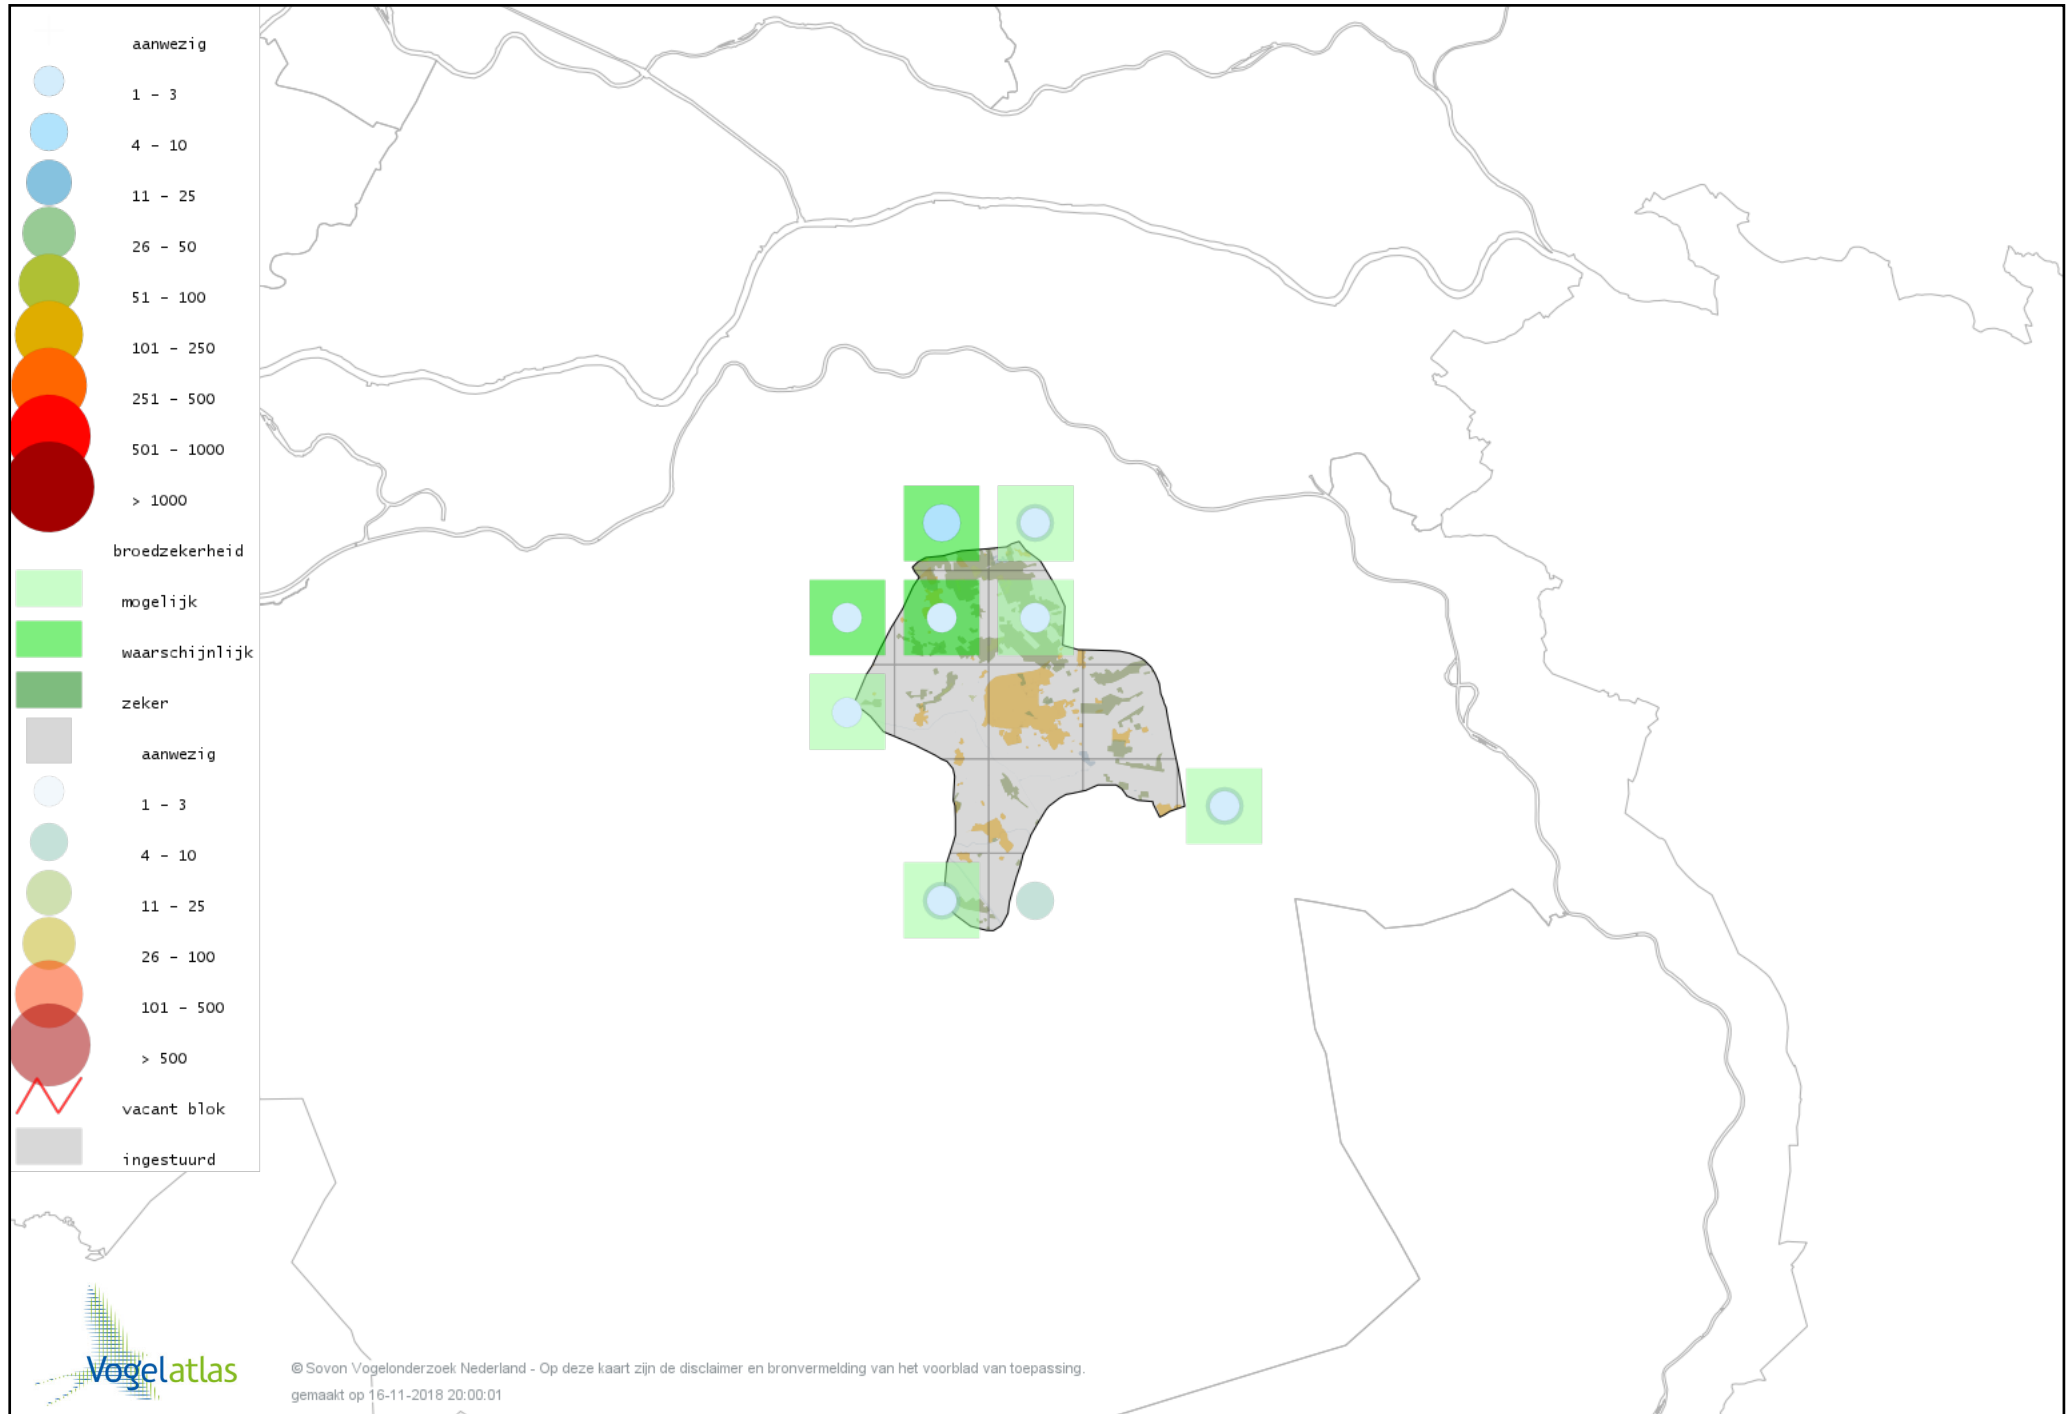 aanwezig
1 – 3
4 – 10
11 – 25
26 – 50
51 – 100
101 – 250
251 – 500
501 – 1000
> 1000
broedzekerheid
mogelijk
waarschijnlijk
zeker
aanwezig
1 – 3
4 – 10
11 – 25
26 – 100
101 – 500
> 500
vacant blok
ingestuurd
Vogelatlas
© Sovon Vogelonderzoek Nederland - Op deze kaart zijn de disclaimer en bronvermelding van het voorblad van toepassing.
gemaakt op 16-11-2018 20:00:01